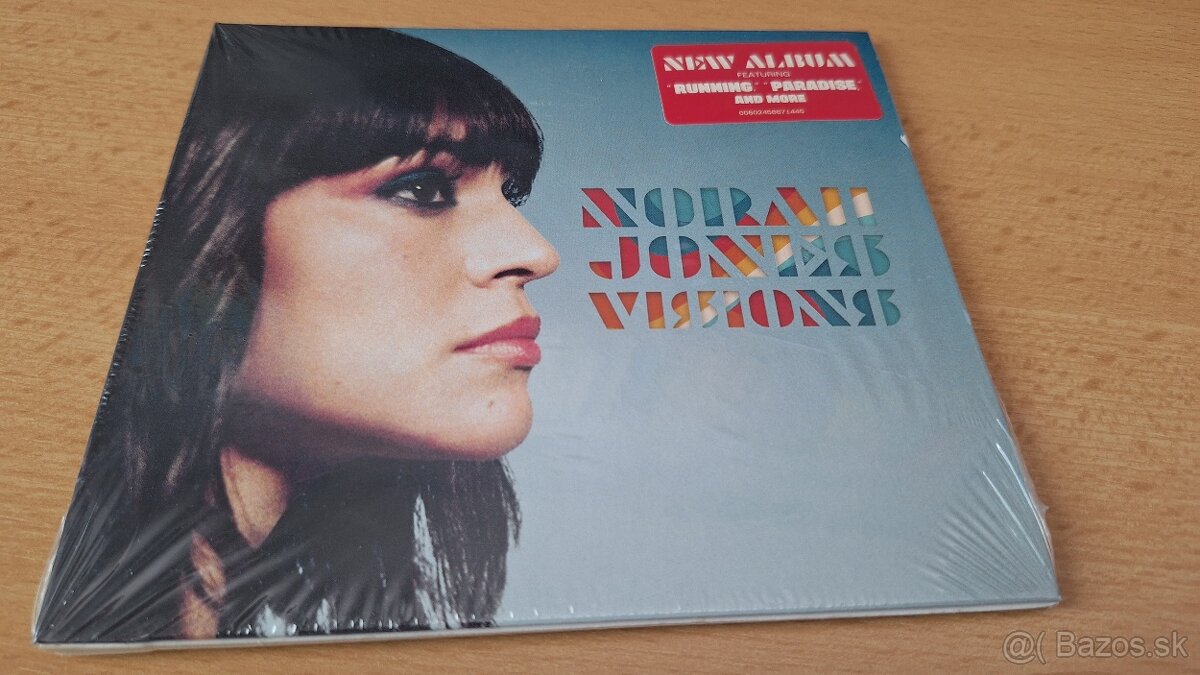 NEW ALBUM
FEATURING
"RUNNING," "PARADISE,"
AND MORE
NORAH
JONES
VISIONS
@( Bazos.sk